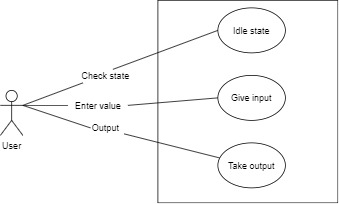 Idle state
Check state
Give input
Enter value
Output
User
Take output